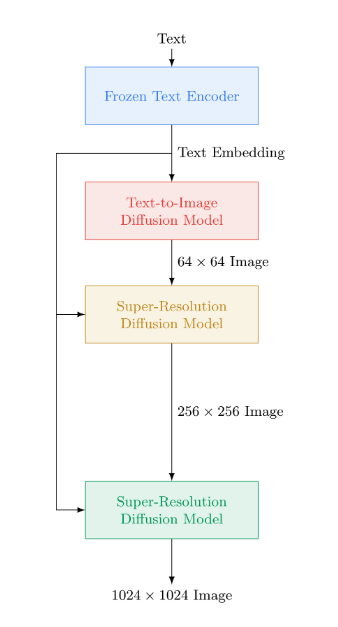 Text
Frozen Text Encoder
Text Embedding
Text-to-Image
Diffusion Model
64 × 64 Image
Super-Resolution
Diffusion Model
256 × 256 Image
Super-Resolution
Diffusion Model
1024 × 1024 Image